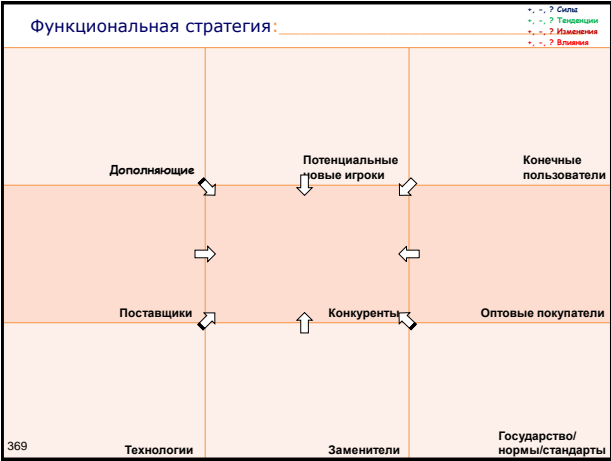 Функциональная стратегия:
+, -, ? Силы
+, -, ? Тенденции
+, -, ? Изменения
+, -, ? Влияния
Дополняющие
Потенциальные
новые игроки
Конечные
пользователи
Поставщики
Конкуренты
Оптовые покупатели
369
Технологии
Заменители
Государство/
нормы/стандарты